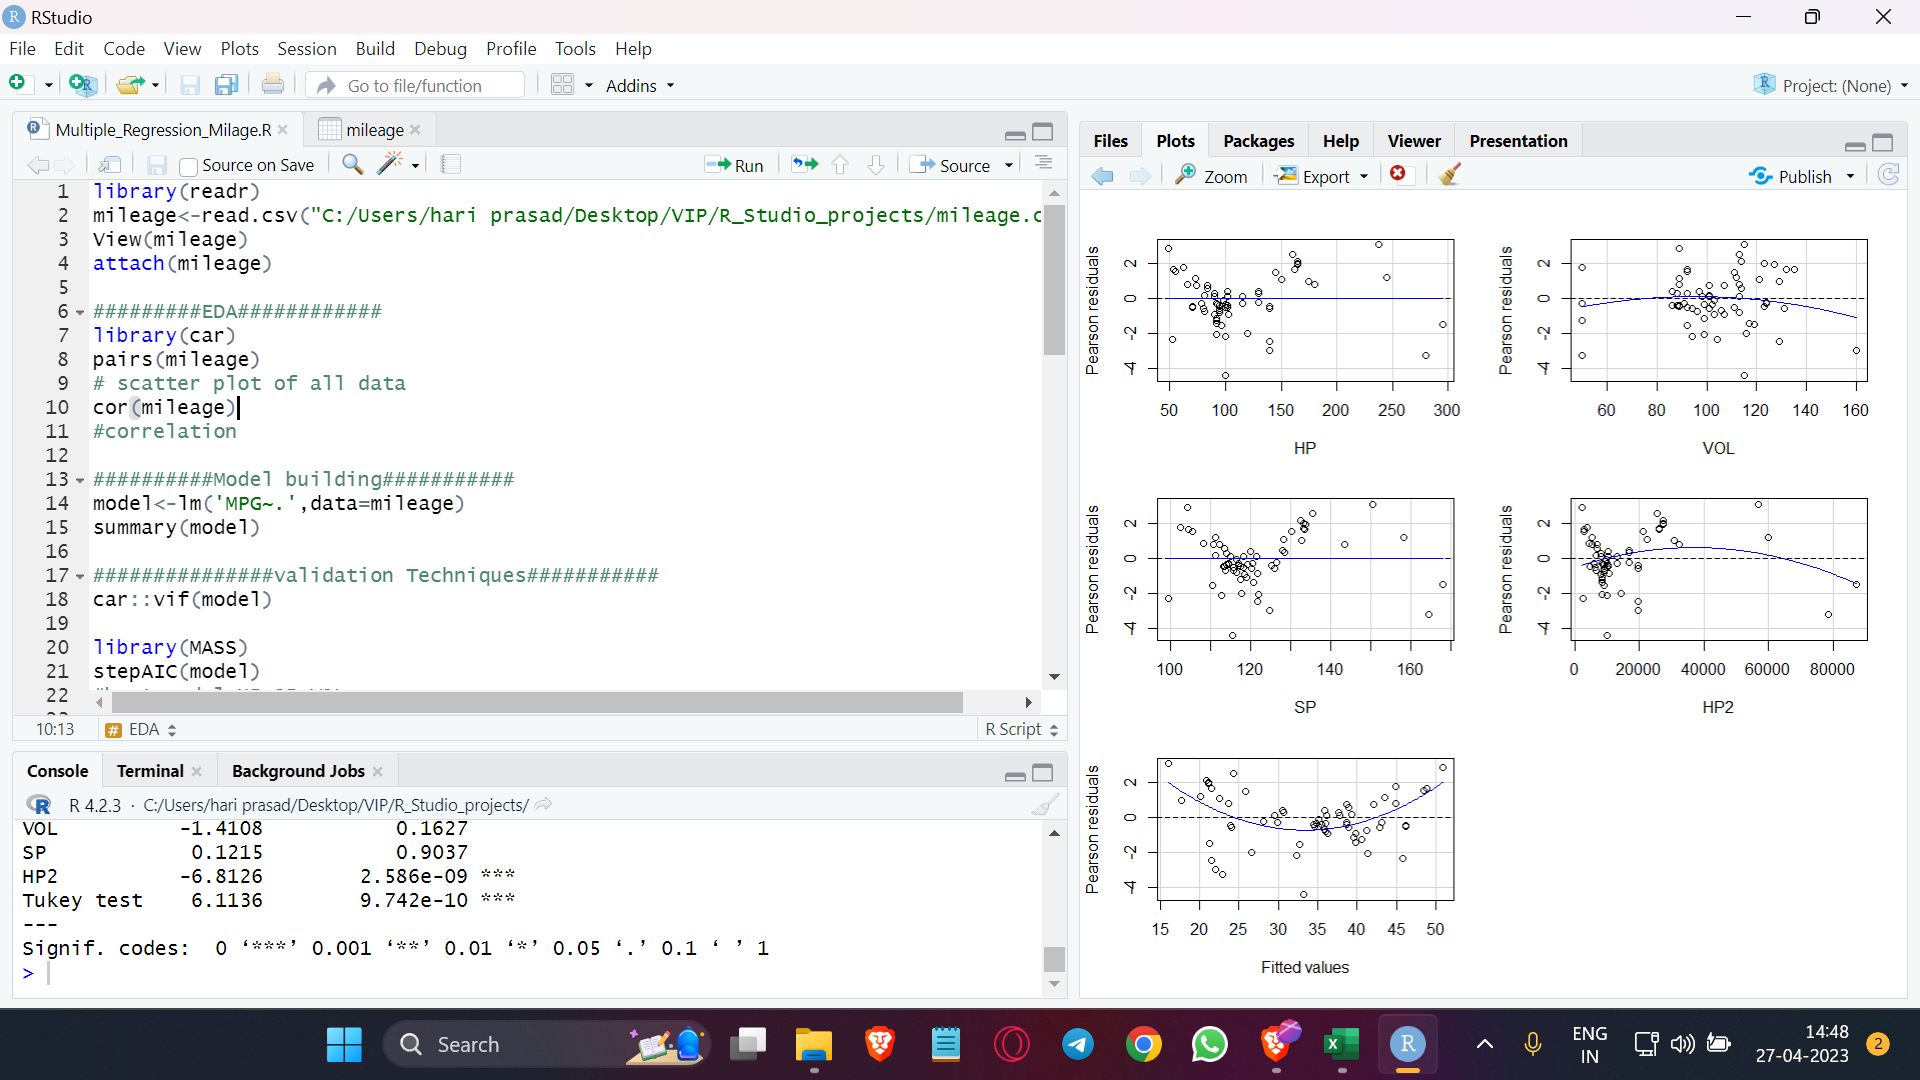 RStudio
File Edit Code View Plots Session Build Debug Profile Tools Help
Go to file/function Addins Project: (None)
Multiple_Regression_Milage.R mileage
Source on Save Run Source
1 library(readr)
2 mileage<-read.csv("C:/Users/hari prasad/Desktop/VIP/R_Studio_projects/mileage.c
3 View(mileage)
4 attach(mileage)
5
6 #########EDA############
7 library(car)
8 pairs(mileage)
9 # scatter plot of all data
10 cor(mileage)
11 #correlation
12
13 ##########Model building###########
14 model<-lm('MPG~.',data=mileage)
15 summary(model)
16
17 ###############validation Techniques###########
18 car::vif(model)
19
20 library(MASS)
21 stepAIC(model)
22
10:13 EDA R Script
Console Terminal Background Jobs
R 4.2.3 · C:/Users/hari prasad/Desktop/VIP/R_Studio_projects/
VOL -1.4108 0.1627
SP 0.1215 0.9037
HP2 -6.8126 2.586e-09 ***
Tukey test 6.1136 9.742e-10 ***
---
Signif. codes: 0 ‘***’ 0.001 ‘**’ 0.01 ‘*’ 0.05 ‘.’ 0.1 ‘ ’ 1
>
Files Plots Packages Help Viewer Presentation
Zoom Export Publish
Pearson residuals
2
0
-2
-4
50 100 150 200 250 300
HP
Pearson residuals
2
0
-2
-4
60 80 100 120 140 160
VOL
Pearson residuals
2
0
-2
-4
100 120 140 160
SP
Pearson residuals
2
0
-2
-4
0 20000 40000 60000 80000
HP2
Pearson residuals
2
0
-2
-4
15 20 25 30 35 40 45 50
Fitted values
Search
ENG
IN
14:48
27-04-2023
2